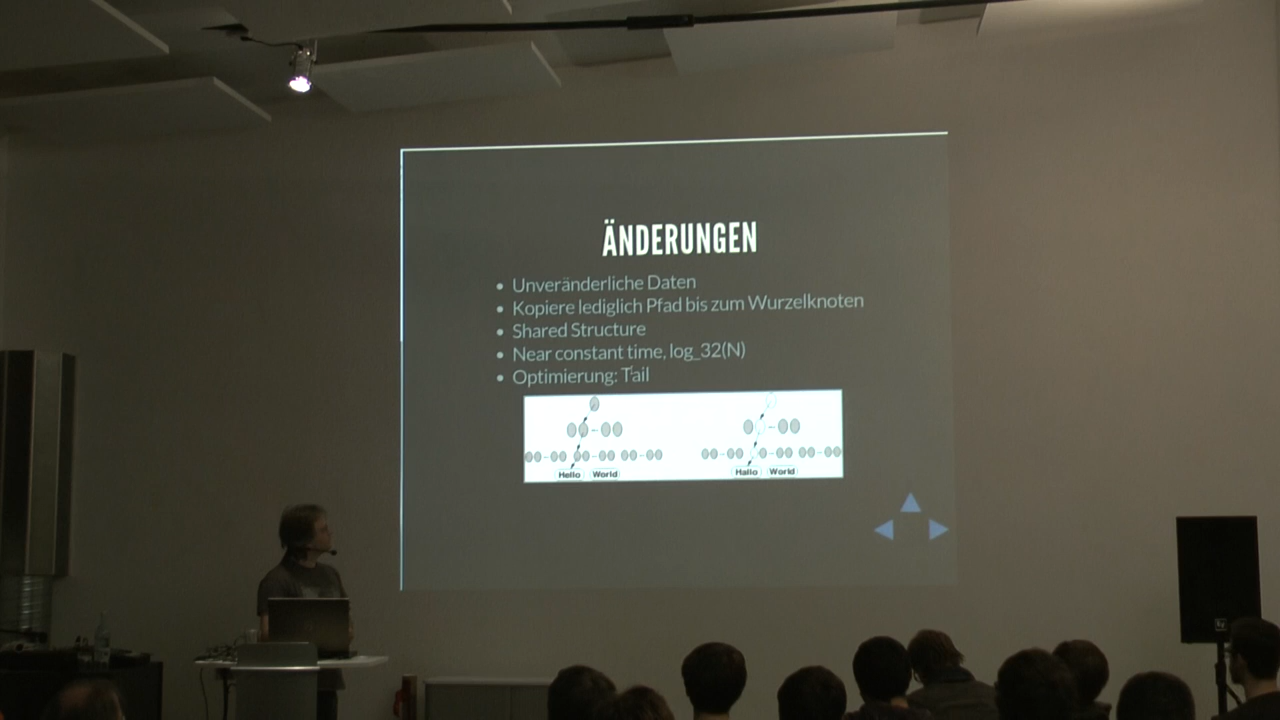 ÄNDERUNGEN
Unveränderliche Daten
Kopiere lediglich Pfad bis zum Wurzelknoten
Shared Structure
Near constant time, log_32(N)
Optimierung: Tail
Hello World
Hallo World